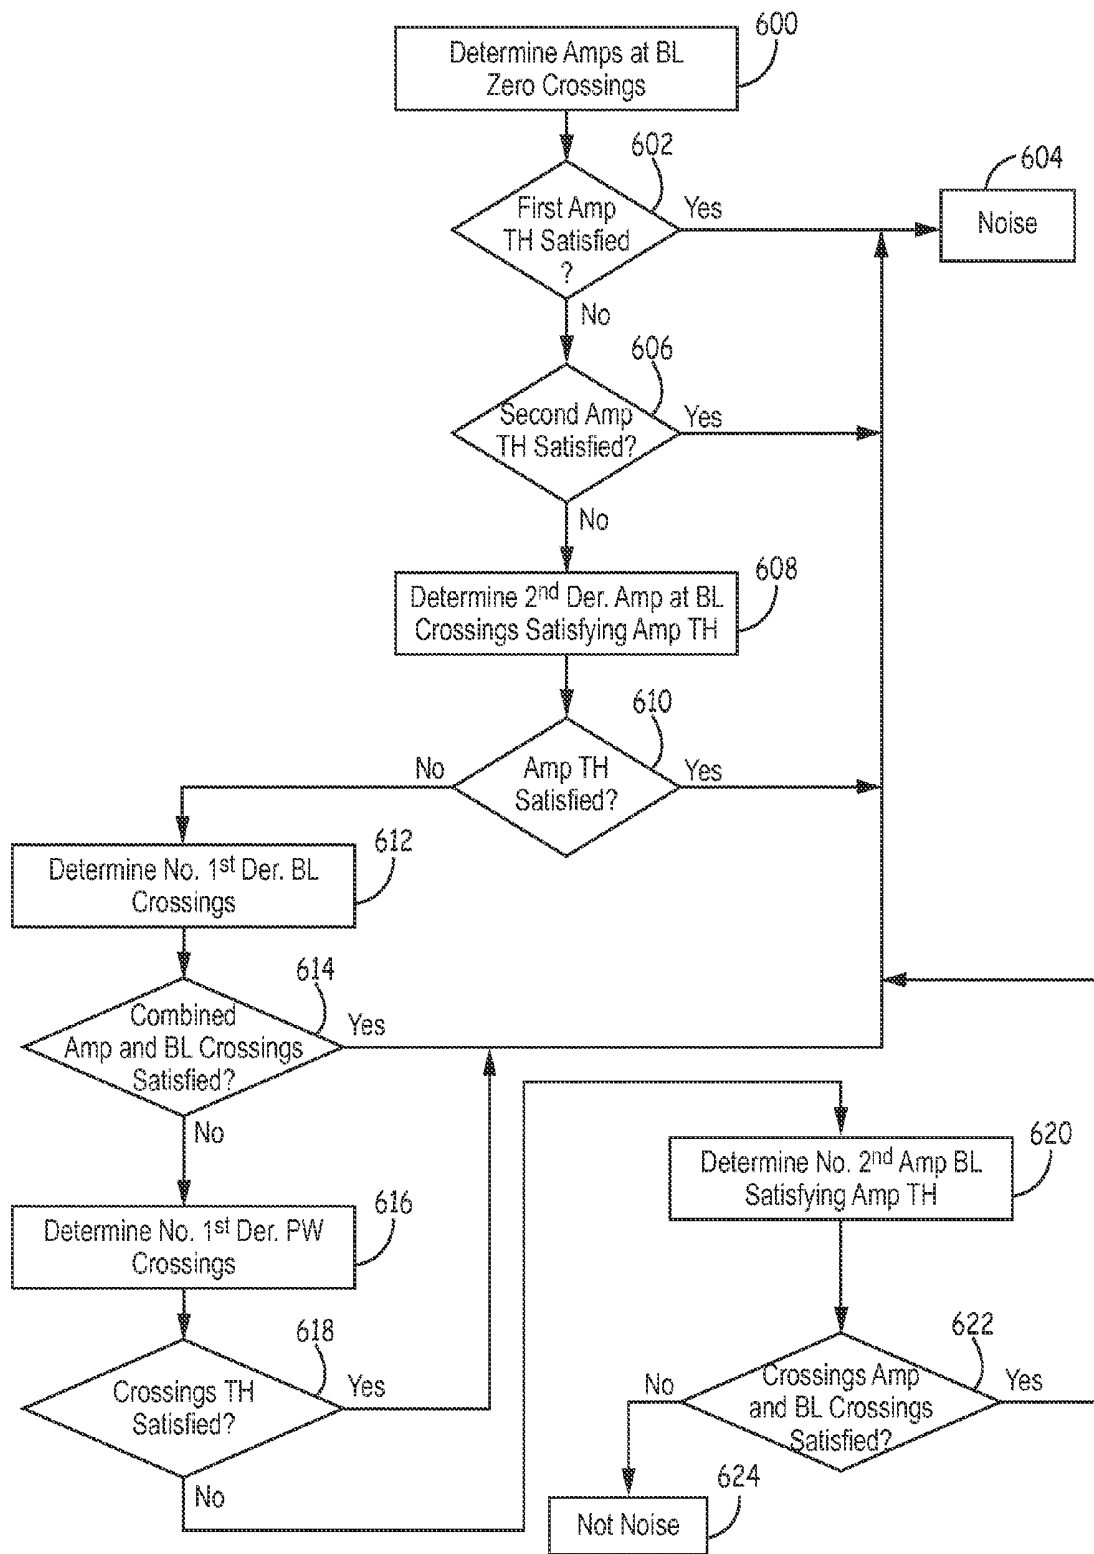 600
Determine Amps at BL
Zero Crossings
602
604
First Amp
TH Satisfied
?
Yes
Noise
No
606
Second Amp
TH Satisfied?
Yes
No
608
Determine 2nd Der. Amp at BL
Crossings Satisfying Amp TH
610
No
Amp TH
Satisfied?
Yes
612
Determine No. 1st Der. BL
Crossings
614
Combined
Amp and BL Crossings
Satisfied?
Yes
No
620
Determine No. 2nd Amp BL
Satisfying Amp TH
616
Determine No. 1st Der. PW
Crossings
618
Crossings TH
Satisfied?
Yes
No
622
No
Crossings Amp
and BL Crossings
Satisfied?
Yes
624
Not Noise